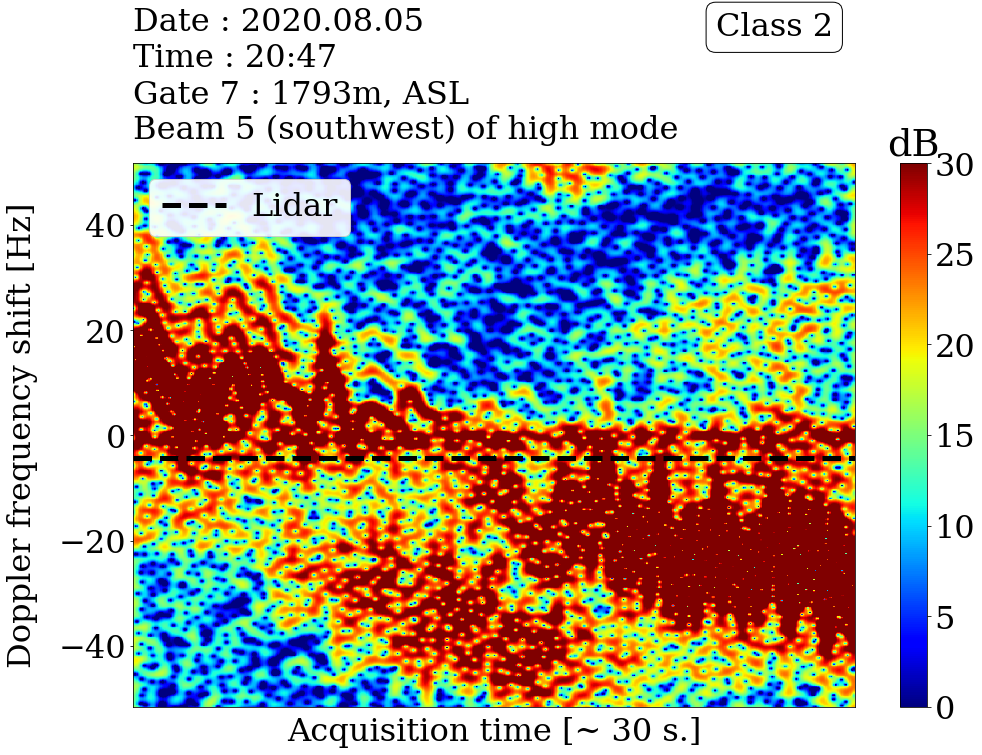 Date : 2020.08.05
Time : 20:47
Gate 7 : 1793m, ASL
Beam 5 (southwest) of high mode
Class 2
dB
Lidar
Doppler frequency shift [Hz]
40
20
0
−20
−40
Acquisition time [~ 30 s.]
30
25
20
15
10
5
0